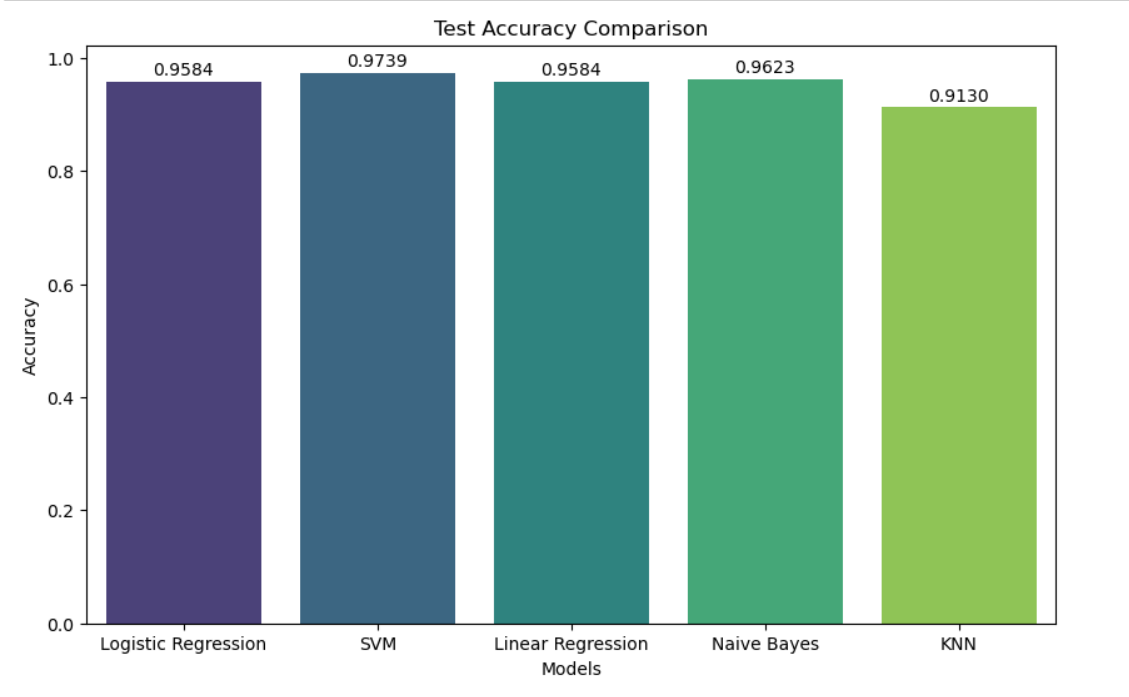 Test Accuracy Comparison
0.9584 0.9739 0.9584 0.9623 0.9130
1.0
0.8
0.6
0.4
0.2
0.0
Accuracy
Logistic Regression SVM Linear Regression Naive Bayes KNN
Models